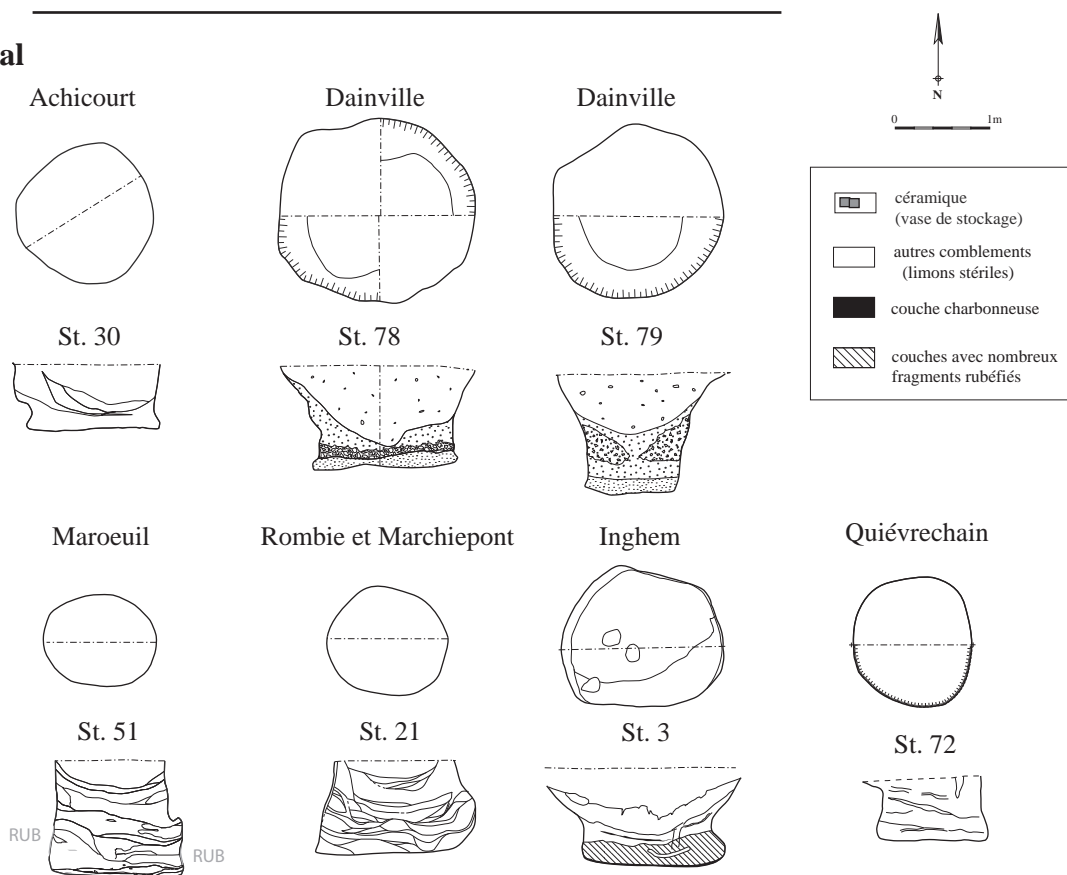 al
Achicourt
Dainville
Dainville
N
0 1m
céramique
(vase de stockage)
autres comblements
(limons stériles)
couche charbonneuse
couches avec nombreux
fragments rubéfiés
St. 30
St. 78
St. 79
Maroeuil
Rombie et Marchiepont
Inghem
Quiévrechain
St. 51
St. 21
St. 3
St. 72
RUB
RUB